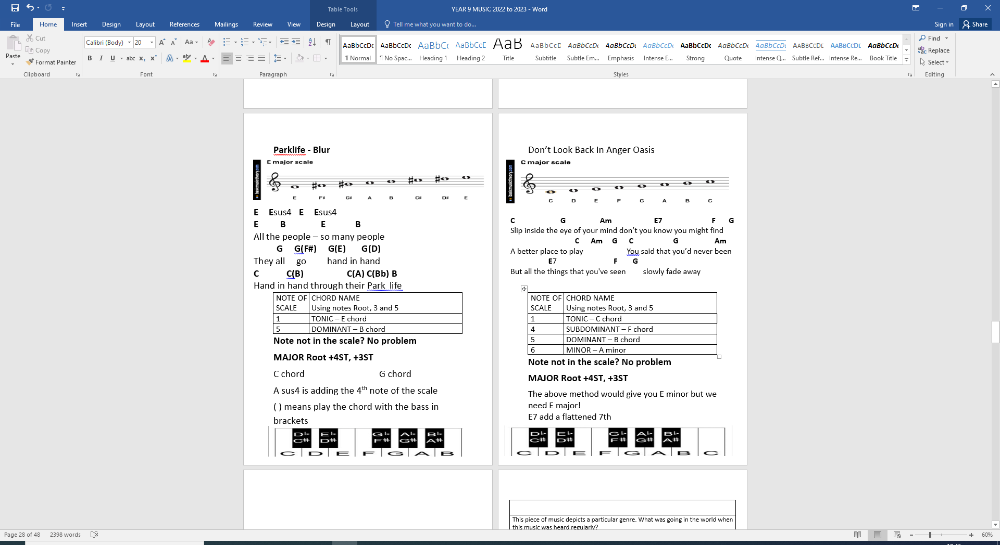 Table Tools
YEAR 9 MUSIC 2022 to 2023 - Word
File Home Insert Design Layout References Mailings Review View Design Layout Tell me what you want to do... Sign in Share
Paste
Cut
Copy
Format Painter
Clipboard
Calibri (Body) 20
B I U abc x₂ x²
Font
Paragraph
AaBbCcDc AaBbCcDc AaBbCc AaBbCcD AaB AaBbCcD AaBbCcDc AaBbCcDc AaBbCcDc AaBbCcDc AaBbCcDc AaBbCcDc AABBCCDE AABBCCDE AaBbCcDc
¶ Normal ¶ No Spac... Heading 1 Heading 2 Title Subtitle Subtle Em... Emphasis Intense E... Strong Quote Intense Q... Subtle Ref... Intense Re... Book Title
Styles
Find
Replace
Select
Editing
Parklife - Blur
E major scale
basicmusictheory.com
E F# G# A B C# D# E
E Esus4 E Esus4
E B E B
All the people – so many people
G G(F#) G(E) G(D)
They all go hand in hand
C C(B) C(A) C(Bb) B
Hand in hand through their Park life
NOTE OF SCALE CHORD NAME
Using notes Root, 3 and 5
1 TONIC – E chord
5 DOMINANT – B chord
Note not in the scale? No problem
MAJOR Root +4ST, +3ST
C chord G chord
A sus4 is adding the 4th note of the scale
( ) means play the chord with the bass in
brackets
D♭ E♭ G♭ A♭ B♭
C# D# F# G# A#
C D E F G A B
Don’t Look Back In Anger Oasis
C major scale
basicmusictheory.com
C D E F G A B C
C G Am E7 F G
Slip inside the eye of your mind don’t you know you might find
C Am G C G Am
A better place to play You said that you’d never been
E7 F G
But all the things that you've seen slowly fade away
NOTE OF SCALE CHORD NAME
Using notes Root, 3 and 5
1 TONIC – C chord
4 SUBDOMINANT – F chord
5 DOMINANT – B chord
6 MINOR – A minor
Note not in the scale? No problem
MAJOR Root +4ST, +3ST
The above method would give you E minor but we
need E major!
E7 add a flattened 7th
D♭ E♭ G♭ A♭ B♭
C# D# F# G# A#
C D E F G A B C
This piece of music depicts a particular genre. What was going in the world when
this music was heard regularly?
Page 28 of 48 2398 words 60%